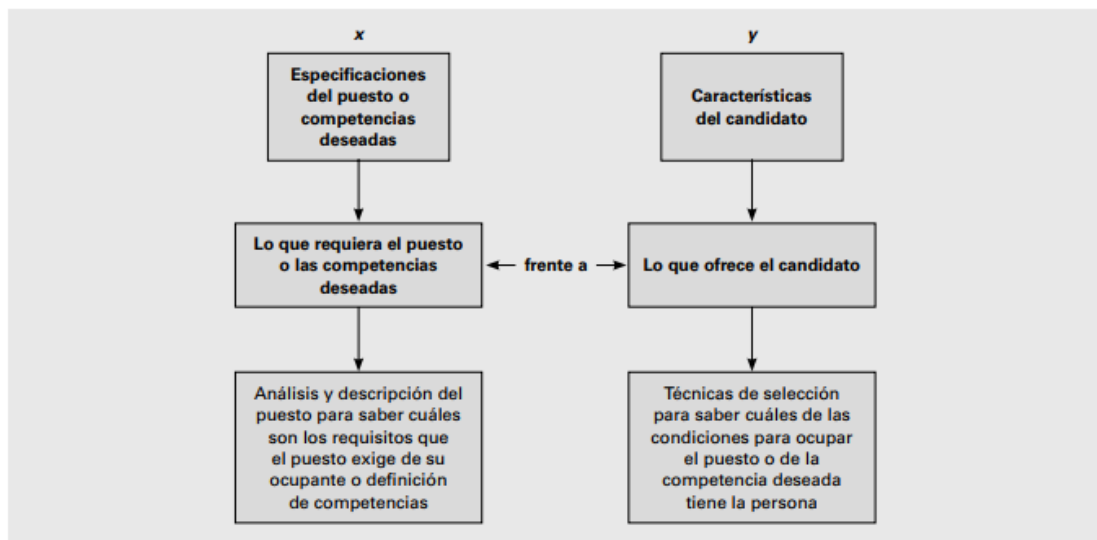 x
Especificaciones
del puesto o
competencias
deseadas
Lo que requiera el puesto
o las competencias
deseadas
Análisis y descripción del
puesto para saber cuáles
son los requisitos que
el puesto exige de su
ocupante o definición
de competencias
frente a
y
Características
del candidato
Lo que ofrece el candidato
Técnicas de selección
para saber cuáles de las
condiciones para ocupar
el puesto o de la
competencia deseada
tiene la persona